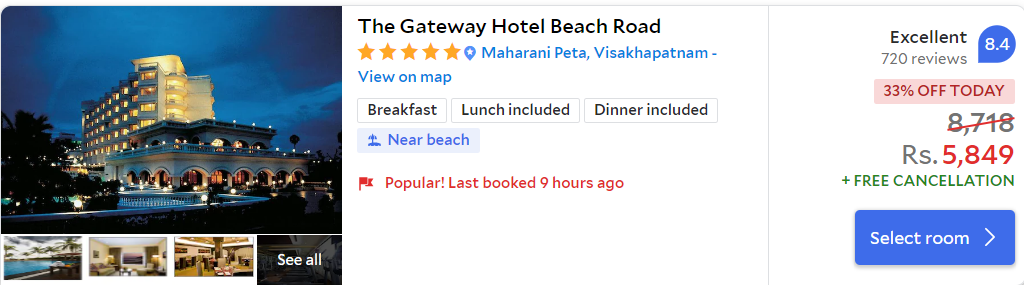 The Gateway Hotel Beach Road
Maharani Peta, Visakhapatnam -
View on map
Breakfast
Lunch included
Dinner included
Near beach
Popular! Last booked 9 hours ago
See all
Excellent
720 reviews
8.4
33% OFF TODAY
8,718
Rs. 5,849
+ FREE CANCELLATION
Select room